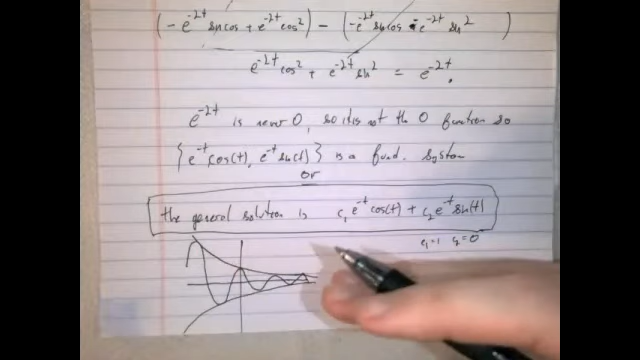 (-e^{-2t} sin cos + e^{-2t} cos^2) - (-e^{-2t} sin cos - e^{-2t} sin^2)
e^{-2t} cos^2 + e^{-2t} sin^2 = e^{-2t}.
e^{-2t} is never 0, so it is not the 0 function so
{e^{-t} cos(t), e^{-t} sin(t)} is a fund. system
or
the general solution is c_1 e^{-t} cos(t) + c_2 e^{-t} sin(t)
c_1=1 c_2=0